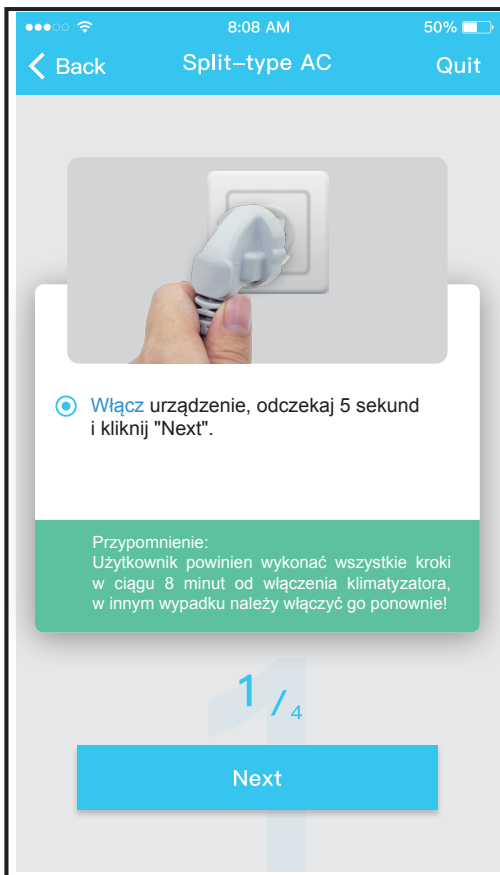 8:08 AM
50%
Back
Split-type AC
Quit
Włącz urządzenie, odczekaj 5 sekund
i kliknij "Next".
Przypomnienie:
Użytkownik powinien wykonać wszystkie kroki
w ciągu 8 minut od włączenia klimatyzatora,
w innym wypadku należy włączyć go ponownie!
1
1 / 4
Next